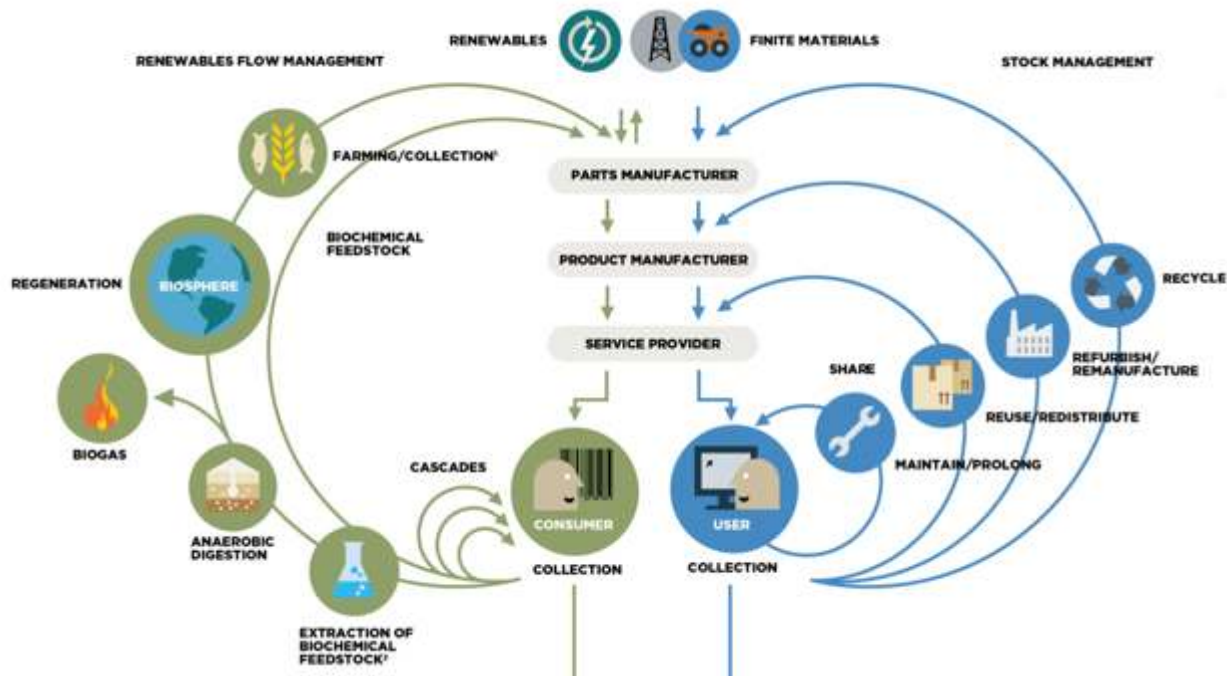 RENEWABLES
FINITE MATERIALS
RENEWABLES FLOW MANAGEMENT
STOCK MANAGEMENT
FARMING/COLLECTION¹
PARTS MANUFACTURER
BIOCHEMICAL
FEEDSTOCK
PRODUCT MANUFACTURER
REGENERATION
BIOSPHERE
RECYCLE
SERVICE PROVIDER
SHARE
REFURBISH/
REMANUFACTURE
REUSE/REDISTRIBUTE
BIOGAS
CASCADES
MAINTAIN/PROLONG
CONSUMER
USER
ANAEROBIC
DIGESTION
COLLECTION
COLLECTION
EXTRACTION OF
BIOCHEMICAL
FEEDSTOCK²